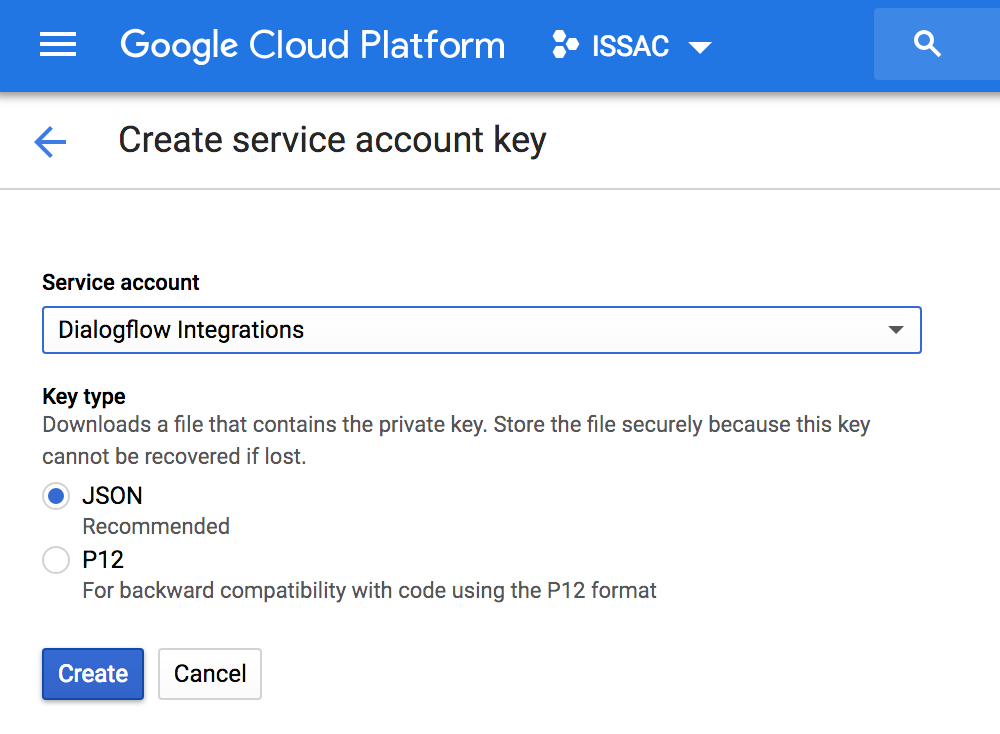 Google Cloud Platform ISSAC
Create service account key
Service account
Dialogflow Integrations
Key type
Downloads a file that contains the private key. Store the file securely because this key
cannot be recovered if lost.
JSON
Recommended
P12
For backward compatibility with code using the P12 format
Create Cancel